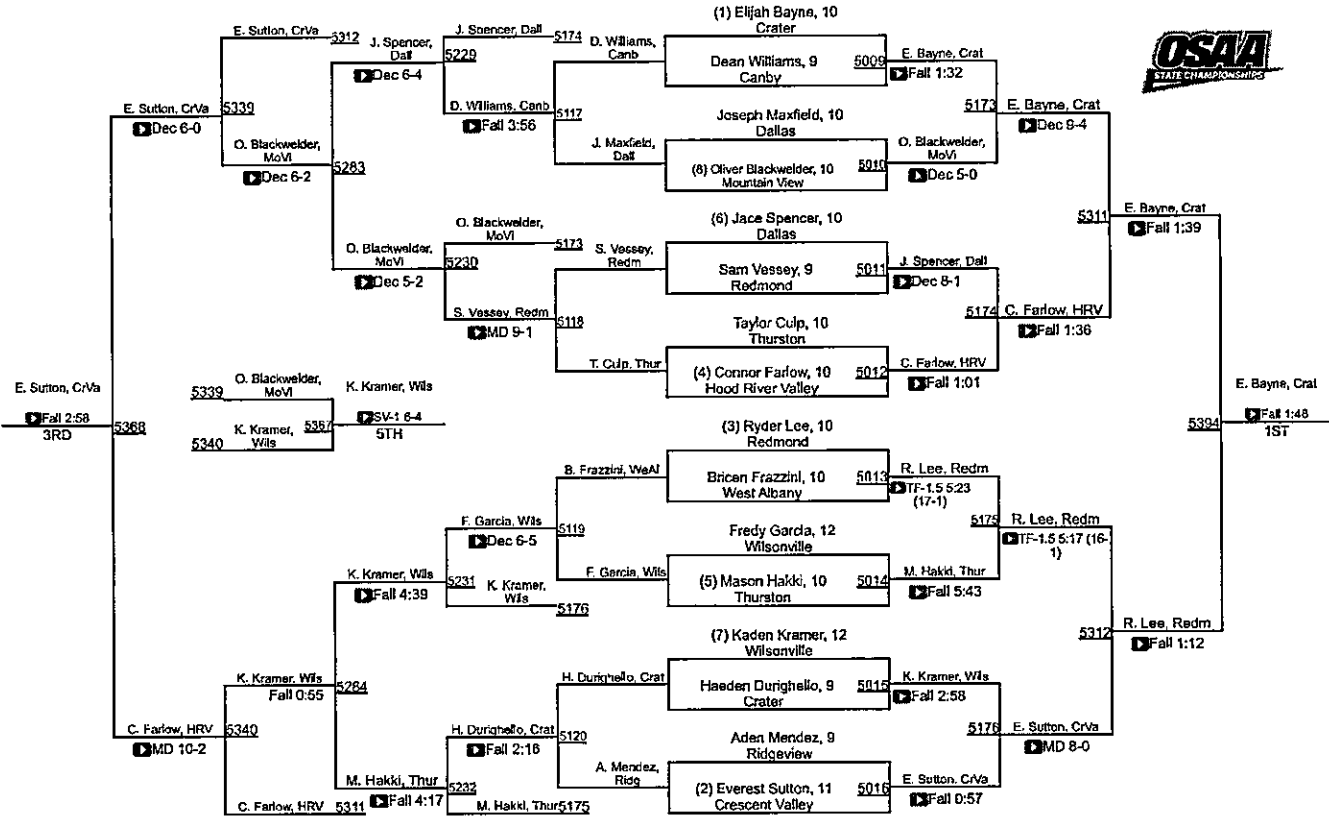 (1) Elijah Bayne, 10
Crater
E. Sutton, CrVa
5312
J. Spencer,
Dall
Dec 6-4
J. Spencer, Dall
5174
5229
D. Williams,
Canb
Dean Williams, 9
Canby
5009
E. Bayne, Crat
Fall 1:32
OSAA
STATE CHAMPIONSHIPS
E. Sutton, CrVa
Dec 6-0
5339
D. Williams, Canb
Fall 3:56
5117
Joseph Maxfield, 10
Dallas
5173
E. Bayne, Crat
Dec 9-4
O. Blackwelder,
MoVi
Dec 6-2
5283
J. Maxfield,
Dall
(8) Oliver Blackwelder, 10
Mountain View
5010
O. Blackwelder,
MoVi
Dec 5-0
O. Blackwelder,
MoVi
5173
(6) Jace Spencer, 10
Dallas
5311
E. Bayne, Crat
Fall 1:39
O. Blackwelder,
MoVi
Dec 5-2
5230
S. Vessey,
Redm
Sam Vessey, 9
Redmond
5011
J. Spencer, Dall
Dec 8-1
S. Vessey, Redm
MD 9-1
5118
Taylor Culp, 10
Thurston
5174
C. Farlow, HRV
Fall 1:36
T. Culp, Thur
(4) Connor Farlow, 10
Hood River Valley
5012
C. Farlow, HRV
Fall 1:01
E. Sutton, CrVa
Fall 2:58
3RD
5368
5339
O. Blackwelder,
MoVi
5340
K. Kramer,
Wils
5367
K. Kramer, Wils
SV-1 6-4
5TH
E. Bayne, Crat
Fall 1:48
1ST
5394
(3) Ryder Lee, 10
Redmond
B. Frazzini, WeAl
Bricen Frazzini, 10
West Albany
5013
R. Lee, Redm
TF-1.5 5:23
(17-1)
F. Garcia, Wils
Dec 6-5
5119
Fredy Garcia, 12
Wilsonville
5175
R. Lee, Redm
TF-1.5 5:17 (16-
1)
K. Kramer, Wils
Fall 4:39
5231
K. Kramer,
Wils
5176
F. Garcia, Wils
(5) Mason Hakki, 10
Thurston
5014
M. Hakki, Thur
Fall 5:43
(7) Kaden Kramer, 12
Wilsonville
5312
R. Lee, Redm
Fall 1:12
K. Kramer, Wils
Fall 0:55
5284
H. Durighello, Crat
Haeden Durighello, 9
Crater
5015
K. Kramer, Wils
Fall 2:58
C. Farlow, HRV
MD 10-2
5340
H. Durighello, Crat
Fall 2:16
5120
Aden Mendez, 9
Ridgeview
5176
E. Sutton, CrVa
MD 8-0
M. Hakki, Thur
Fall 4:17
5232
A. Mendez,
Ridg
(2) Everest Sutton, 11
Crescent Valley
5016
E. Sutton, CrVa
Fall 0:57
C. Farlow, HRV
5311
M. Hakki, Thur
5175